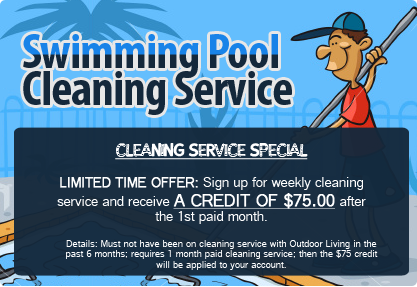 Swimming Pool
Cleaning Service
CLEANING SERVICE SPECIAL
LIMITED TIME OFFER: Sign up for weekly cleaning
service and receive A CREDIT OF $75.00 after
the 1st paid month.
Details: Must not have been on cleaning service with Outdoor Living in the
past 6 months; requires 1 month paid cleaning service; then the $75 credit
will be applied to your account.